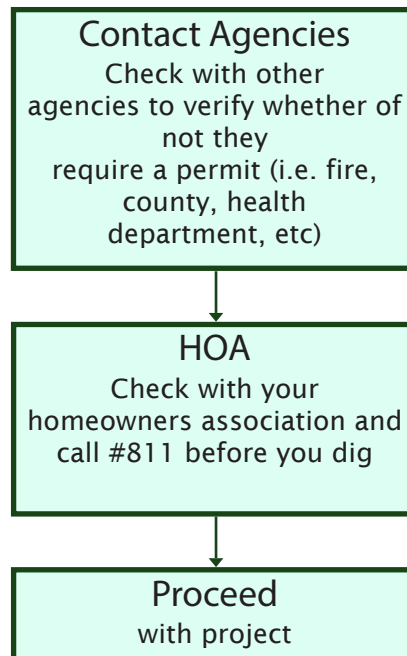 Contact Agencies
Check with other
agencies to verify whether of
not they
require a permit (i.e. fire,
county, health
department, etc)
HOA
Check with your
homeowners association and
call #811 before you dig
Proceed
with project